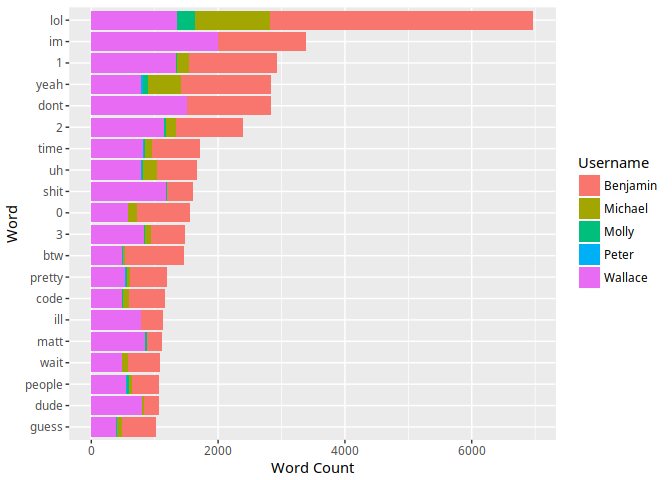 lol
im
1
yeah
dont
2
time
uh
shit
0
3
btw
pretty
code
ill
matt
wait
people
dude
guess
Word
0 2000 4000 6000
Word Count
Username
Benjamin
Michael
Molly
Peter
Wallace